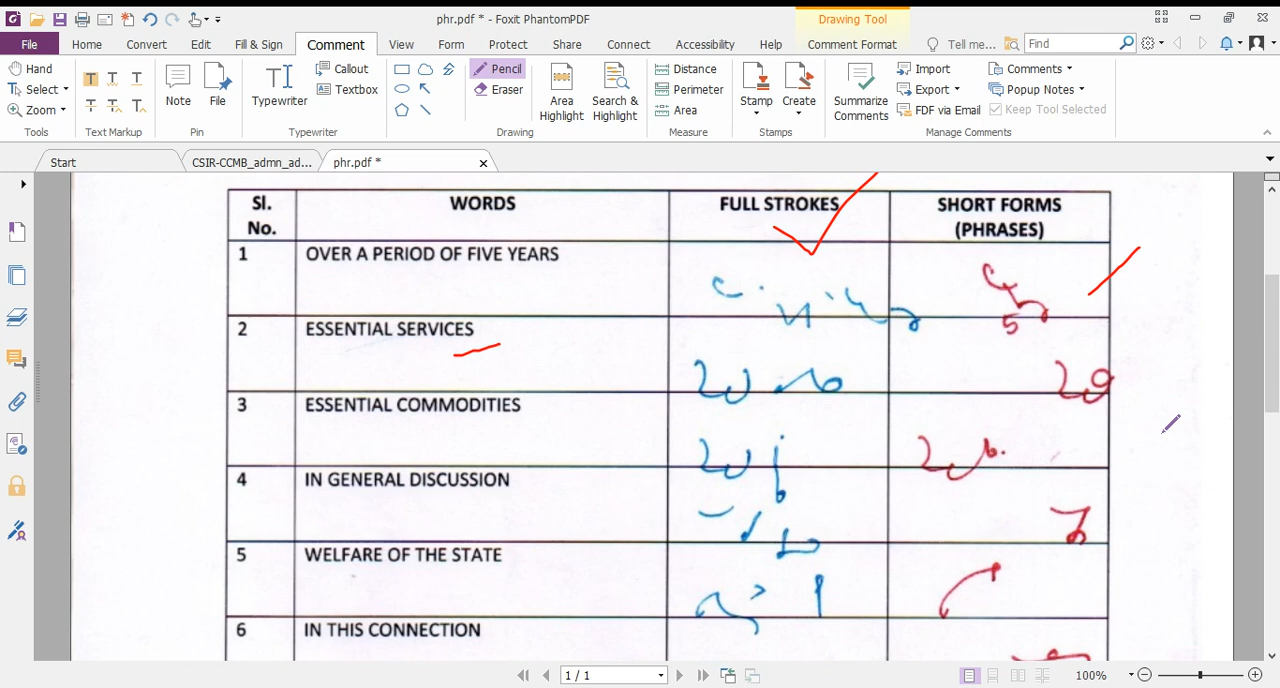 phr.pdf * - Foxit PhantomPDF
Drawing Tool
File Home Convert Edit Fill & Sign Comment View Form Protect Share Connect Accessibility Help Comment Format Tell me... Find
Hand
Select
Zoom
Tools
Text Markup
Note
File
Pin
Typewriter
Callout
Textbox
Typewriter
Pencil
Eraser
Area Highlight
Search & Highlight
Drawing
Distance
Perimeter
Area
Measure
Stamp
Create
Stamps
Summarize Comments
Import
Export
FDF via Email
Comments
Popup Notes
Keep Tool Selected
Manage Comments
Start CSIR-CCMB_admn_ad... phr.pdf *
Sl. No. WORDS FULL STROKES SHORT FORMS (PHRASES)
1 OVER A PERIOD OF FIVE YEARS
5
2 ESSENTIAL SERVICES
3 ESSENTIAL COMMODITIES
4 IN GENERAL DISCUSSION
5 WELFARE OF THE STATE
6 IN THIS CONNECTION
1 / 1
100%